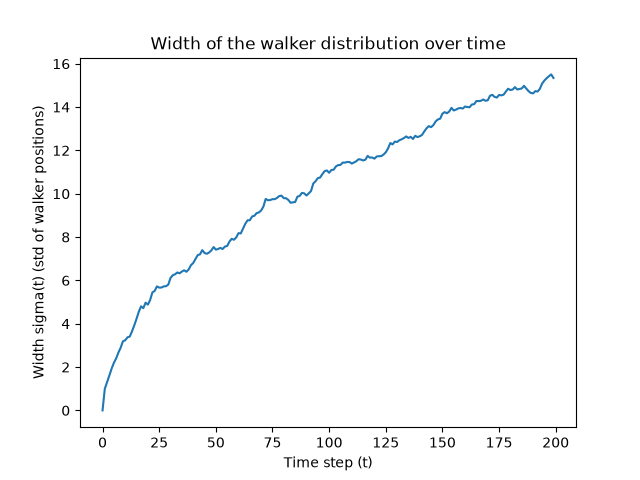 Width of the walker distribution over time
Width sigma(t) (std of walker positions)
16
14
12
10
8
6
4
2
0
0 25 50 75 100 125 150 175 200
Time step (t)